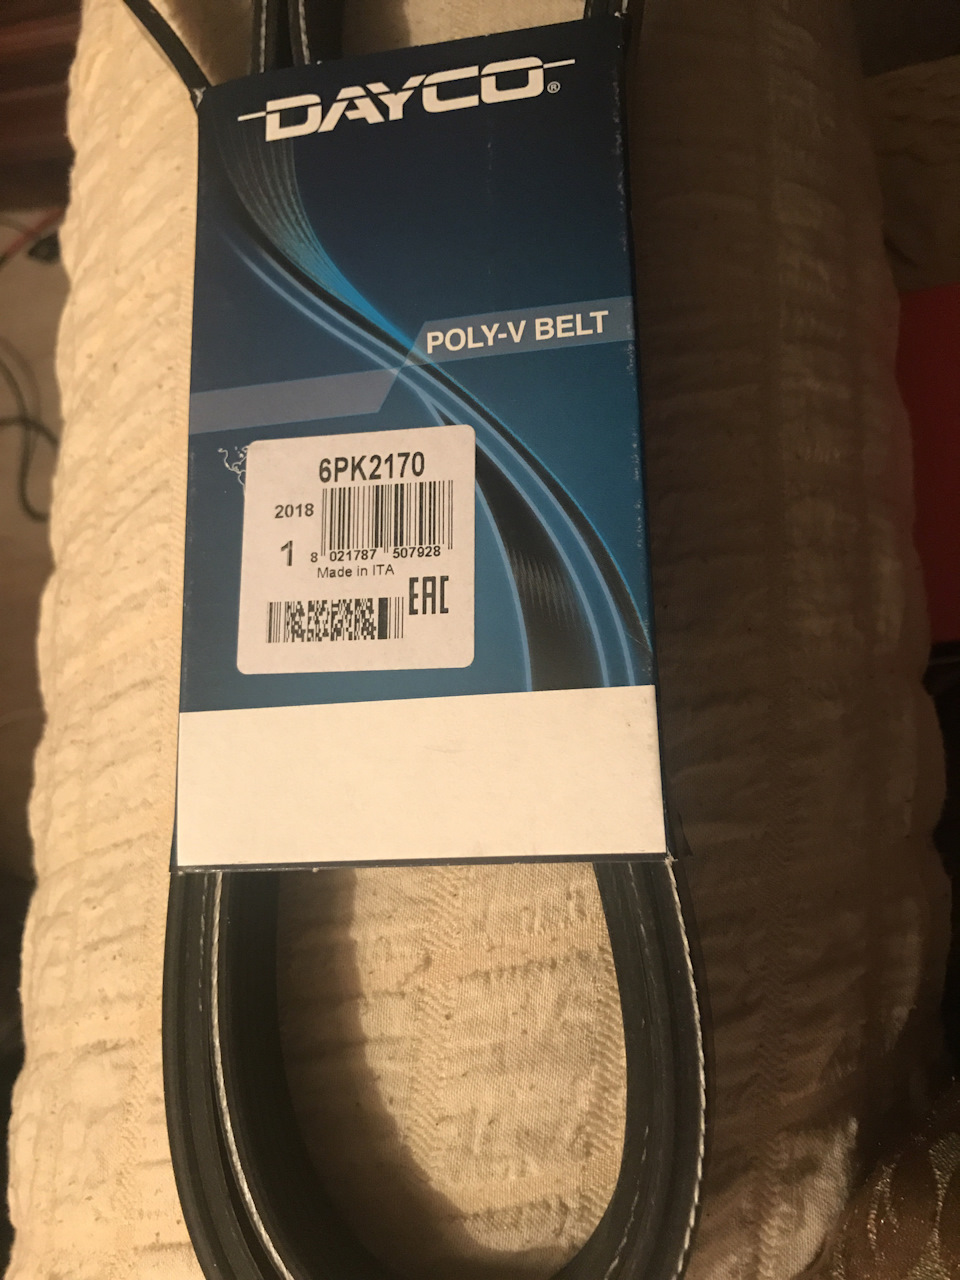 DAYCO®
POLY-V BELT
6PK2170
2018
1
8 021787 507928
Made in ITA
EAC